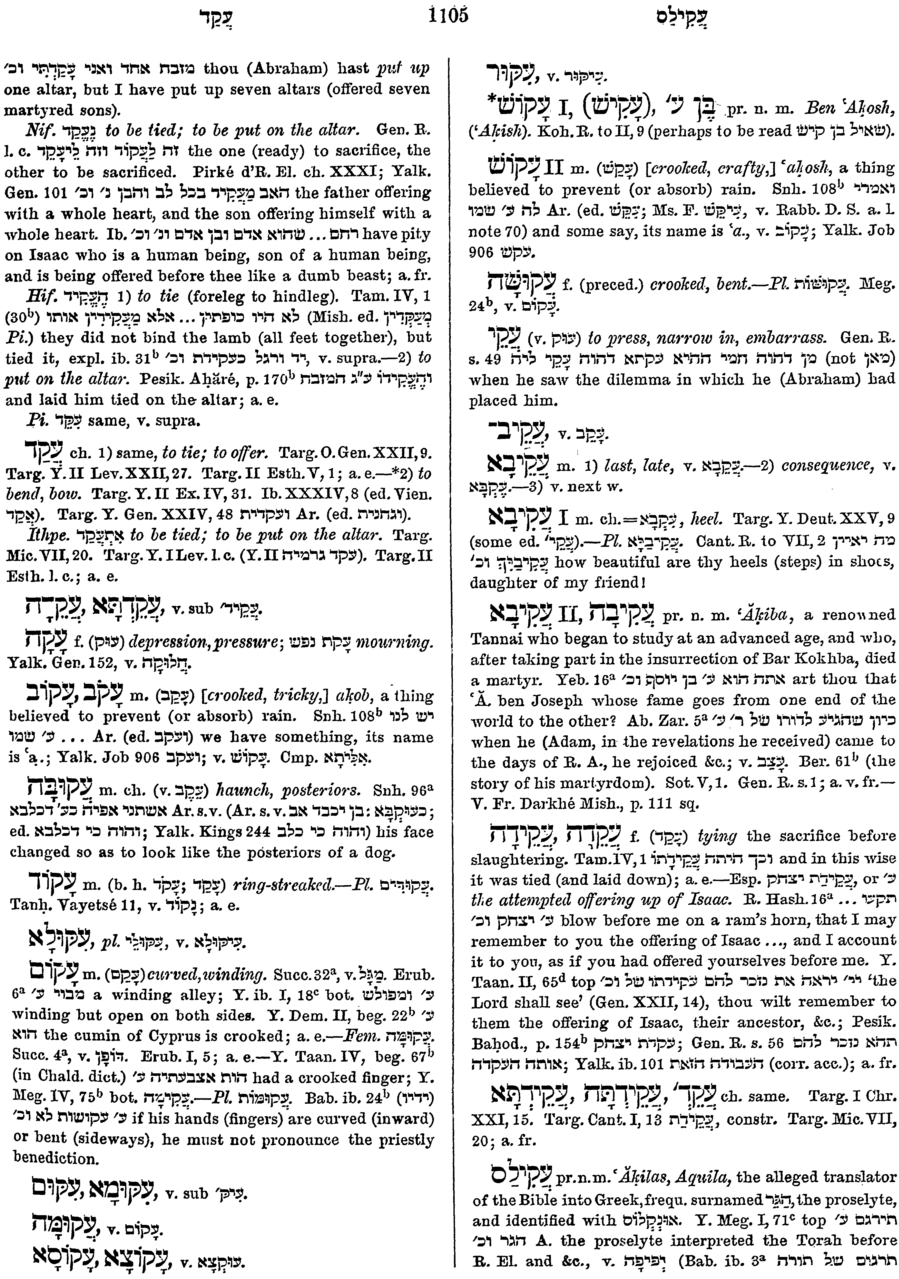 עֲקַד 1105 עֲקִילַס
מזבח אחד ואני עָקַדְתִּי וכ׳ thou (Abraham) hast put up
one altar, but I have put up seven altars (offered seven
martyred sons).
Nif. נֶעֱקַד to be tied; to be put on the altar. Gen. R.
l. c. זה לַעֲקוֹד וזה לֵיעָקֵד the one (ready) to sacrifice, the
other to be sacrificed. Pirké d’R. El. ch. XXXI; Yalk.
Gen. 101 האב מַעֲקִיד בכל לב והבן נ׳ וכ׳ the father offering
with a whole heart, and the son offering himself with a
whole heart. Ib. רחם ... שהוא אדם ובן אדם ונ׳ וכ׳ have pity
on Isaac who is a human being, son of a human being,
and is being offered before thee like a dumb beast; a. fr.
Hif. הֶעֱקִיד 1) to tie (foreleg to hindleg). Tam. IV, 1
(30ᵇ) לא היו כופתין ... אלא מַעֲקִידִין אותו (Mish. ed. מְעַקְּדִין
Pi.) they did not bind the lamb (all feet together), but
tied it, expl. ib. 31ᵇ יד ורגל כעקידת וכ׳, v. supra.—2) to
put on the altar. Pesik. Aḥăré, p. 170ᵇ והֶעֱקִידוֹ ע״ג המזבח
and laid him tied on the altar; a. e.
Pi. עִקֵּד same, v. supra.
עֲקַד ch. 1) same, to tie; to offer. Targ. O. Gen. XXII, 9.
Targ. Y. II Lev. XXII, 27. Targ. II Esth. V, 1; a. e.—*2) to
bend, bow. Targ. Y. II Ex. IV, 31. Ib. XXXIV, 8 (ed. Vien.
אֲקַד). Targ. Y. Gen. XXIV, 48 ועקדית Ar. (ed. וגחנית).
Ithpe. אִתְעֲקַד to be tied; to be put on the altar. Targ.
Mic. VII, 20. Targ. Y. I Lev. l. c. (Y. II עקד גרמיה). Targ. II
Esth. l. c.; a. e.
עֲקֵדָה, עֲקֵדְתָּא, v. sub עֲקִיד׳.
עָקָה f. (עוּק) depression, pressure; עָקַת נפש mourning.
Yalk. Gen. 152, v. חֲלוּקָה.
עָקֹב, עָקוֹב m. (עָקַב) [crooked, tricky,] aḳob, a thing
believed to prevent (or absorb) rain. Snh. 108ᵇ יש לנו
... ע׳ שמו Ar. (ed. ועקב) we have something, its name
is ‘a.; Yalk. Job 906 ועקב; v. עָקוֹשׁ. Cmp. אַלִּיתָא.
עֲקוּבָּה m. ch. (v. עֲקֵב) haunch, posteriors. Snh. 96ᵃ
אשתני אפיה כע׳ דכלבא Ar. s. v. (Ar. s. v. בן יכבד אב: כעוּקְבָּא;
ed. והוה כי דכלבא; Yalk. Kings 244 והוה כי כלב) his face
changed so as to look like the posteriors of a dog.
עָקוֹד m. (b. h. עָקֹד; עָקַד) ring-streaked.—Pl. עֲקוּדִּים.
Tanḥ. Vayetsé 11, v. נָקוֹד; a. e.
עִקּוּלָא, pl. עִקּוּלֵי, v. עִיקּוּלָא.
עָקוֹם m. (עָקַם) curved, winding. Succ. 32ᵃ, v. מַגָּל. Erub.
6ᵃ מבוי ע׳ a winding alley; Y. ib. I, 18ᶜ bot. ע׳ ומפולש
winding but open on both sides. Y. Dem. II, beg. 22ᵇ ע׳
הוא the cumin of Cyprus is crooked; a. e.—Fem. עֲקוּמָּה.
Succ. 4ᵃ, v. דּוֹפֶן. Erub. I, 5; a. e.—Y. Taan. IV, beg. 67ᵇ
(in Chald. dict.) הות אצבעתיה ע׳ had a crooked finger; Y.
Meg. IV, 75ᵇ bot. עֲקִימָה.—Pl. עֲקוּמּוֹת. Bab. ib. 24ᵇ (ידיו)
ע׳ עקושות לא וכ׳ if his hands (fingers) are curved (inward)
or bent (sideways), he must not pronounce the priestly
benediction.
עִקּוּם, עִקּוּמָא, v. sub עִיק׳.
עֲקוּמָּה, v. עָקוֹם.
עֲקוֹסָא, עֲקוֹצָא, v. עוּקְצָא.
עִקּוּר, v. עִיקּוּר.
*עָקוֹשׁ I, (עָקִישׁ), בֶּן ע׳ pr. n. m. Ben ‘Aḳosh,
(‘Aḳish). Koh. R. to II, 9 (perhaps to be read שאיל בן קיש).
עָקוֹשׁ II m. (עָקַשׁ) [crooked, crafty,] ‘aḳosh, a thing
believed to prevent (or absorb) rain. Snh. 108ᵇ ואמרי
לה ע׳ שמו Ar. (ed. עִקֵּשׁ; Ms. F. עִיקֵּשׁ, v. Rabb. D. S. a. l.
note 70) and some say, its name is ‘a., v. עָקוֹב; Yalk. Job
906 עקש.
עֲקוּשָּׁה f. (preced.) crooked, bent.—Pl. עֲקוּשּׁוֹת. Meg.
24ᵇ, v. עָקוֹם.
עֲקֵי (v. עוּק) to press, narrow in, embarrass. Gen. R.
s. 49 מן דהוה חמי ההיא עקתא דהוה עֲקֵי ליה (not מאן)
when he saw the dilemma in which he (Abraham) had
placed him.
עֲקֵיב־, v. עָקֵב.
עֲקֵיבָא m. 1) last, late, v. עֲקֵבָא.—2) consequence, v.
עִקְבָּא.—3) v. next w.
עֲקֵיבָא I m. ch.=עִקְבָא, heel. Targ. Y. Deut. XXV, 9
(some ed. עֲקֵי׳).—Pl. עֲקֵיבַיָּא. Cant. R. to VII, 2 מה יאיין
עֲקֵיבַיִךְ וכ׳ how beautiful are thy heels (steps) in shoes,
daughter of my friend!
עֲקִיבָא II, עֲקִיבָה pr. n. m. ‘Ăḳiba, a renowned
Tannai who began to study at an advanced age, and who,
after taking part in the insurrection of Bar Kokhba, died
a martyr. Yeb. 16ᵃ אתה הוא ע׳ בן יוסף וכ׳ art thou that
‘Ă. ben Joseph whose fame goes from one end of the
world to the other? Ab. Zar. 5ᵃ כיון שהגיע לדורו של ר׳ ע׳
when he (Adam, in the revelations he received) came to
the days of R. A., he rejoiced &c.; v. עָצַב. Ber. 61ᵇ (the
story of his martyrdom). Sot. V, 1. Gen. R. s. 1; a. v. fr.—
V. Fr. Darkhé Mish., p. 111 sq.
עֲקֵדָה, עֲקֵידָה f. (עָקַד) tying the sacrifice before
slaughtering. Tam. IV, 1 וכך היתה עֲקֵידָתוֹ and in this wise
it was tied (and laid down); a. e.—Esp. עֲקֵידַת יצחק, or ע׳
the attempted offering up of Isaac. R. Hash. 16ᵃ ... תקעו
ע׳ יצחק וכ׳ blow before me on a ram’s horn, that I may
remember to you the offering of Isaac ..., and I account
it to you, as if you had offered yourselves before me. Y.
Taan. II, 65ᵈ top יי׳ יראה את נזכר להם עקידתו של וכ׳ ‘the
Lord shall see’ (Gen. XXII, 14), thou wilt remember to
them the offering of Isaac, their ancestor, &c.; Pesik.
Baḥod., p. 154ᵇ עקדת יצחק; Gen. R. s. 56 תהא נזכר להם
אותה העקדה; Yalk. ib. 101 העבודה הזאת (corr. acc.); a. fr.
עֲקֵידְתָא, עֲקֵידְתָּה, עֲקֵד׳ ch. same. Targ. I Chr.
XXI, 15. Targ. Cant. I, 13 עֲקֵידַת, constr. Targ. Mic. VII,
20; a. fr.
עֲקִילַס pr. n. m. ‘Ăḳilas, Aquila, the alleged translator
of the Bible into Greek, frequ. surnamed הַגֵּר, the proselyte,
and identified with אוּנְקְלוֹס. Y. Meg. I, 71ᶜ top תירגם ע׳
הגר וכ׳ A. the proselyte interpreted the Torah before
R. El. and &c., v. יְפִיפָה (Bab. ib. 3ᵃ תרגום של תורה